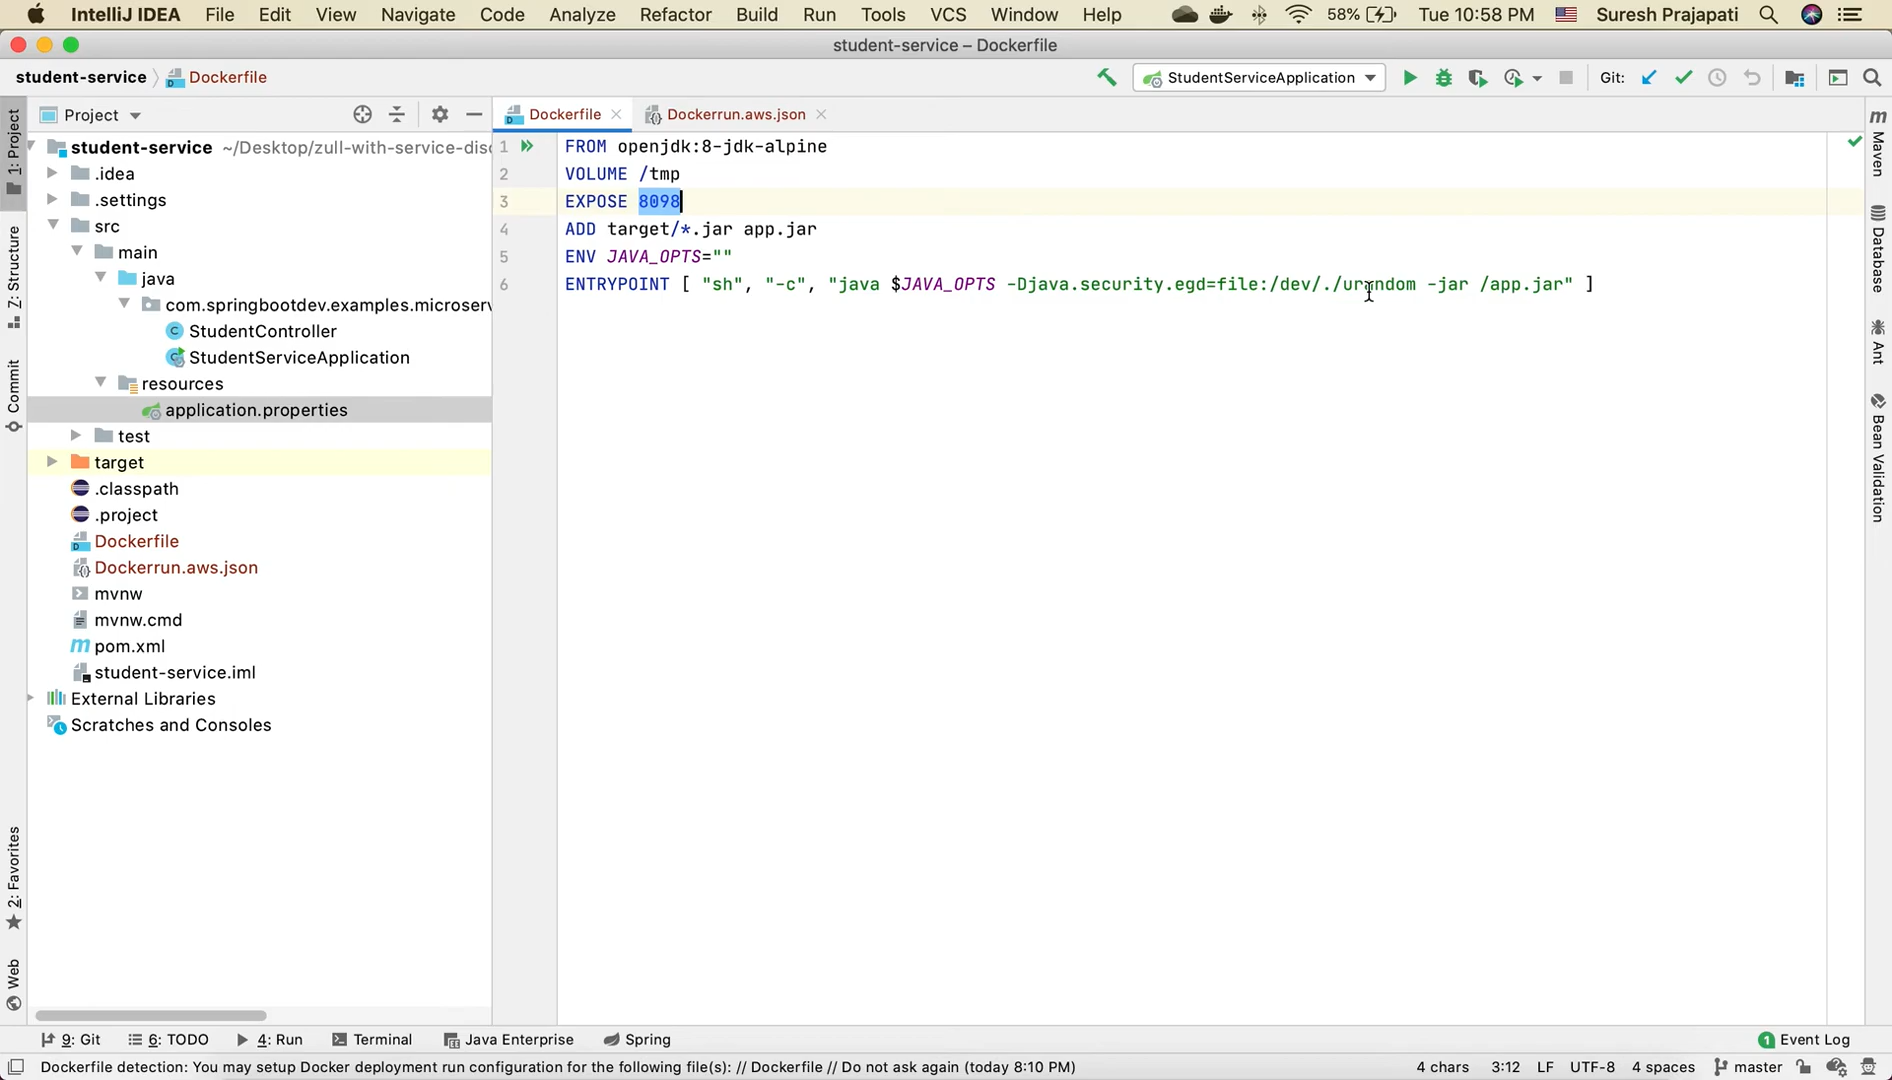 IntelliJ IDEA File Edit View Navigate Code Analyze Refactor Build Run Tools VCS Window Help 58% Tue 10:58 PM Suresh Prajapati
student-service – Dockerfile
student-service Dockerfile StudentServiceApplication Git:
Project Dockerfile Dockerrun.aws.json
student-service ~/Desktop/zull-with-service-disc
.idea
.settings
src
main
java
com.springbootdev.examples.microserv
StudentController
StudentServiceApplication
resources
application.properties
test
target
.classpath
.project
Dockerfile
Dockerrun.aws.json
mvnw
mvnw.cmd
pom.xml
student-service.iml
External Libraries
Scratches and Consoles
1 FROM openjdk:8-jdk-alpine
2 VOLUME /tmp
3 EXPOSE 8098
4 ADD target/*.jar app.jar
5 ENV JAVA_OPTS=""
6 ENTRYPOINT [ "sh", "-c", "java $JAVA_OPTS -Djava.security.egd=file:/dev/./urandom -jar /app.jar" ]
1: Project
7: Structure
Commit
2: Favorites
Web
Maven
Database
Ant
Bean Validation
9: Git 6: TODO 4: Run Terminal Java Enterprise Spring 1 Event Log
Dockerfile detection: You may setup Docker deployment run configuration for the following file(s): // Dockerfile // Do not ask again (today 8:10 PM) 4 chars 3:12 LF UTF-8 4 spaces master